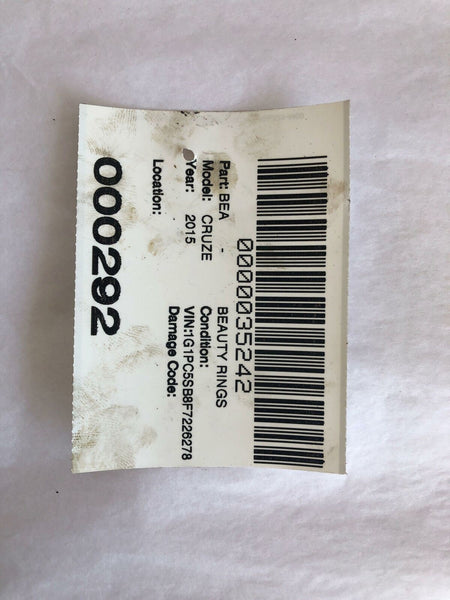 0000035242
Part: BEA - BEAUTY RINGS
Model: CRUZE Condition:
Year: 2015 VIN:1G1PC5SB8F7226278
Location: Damage Code:
000292